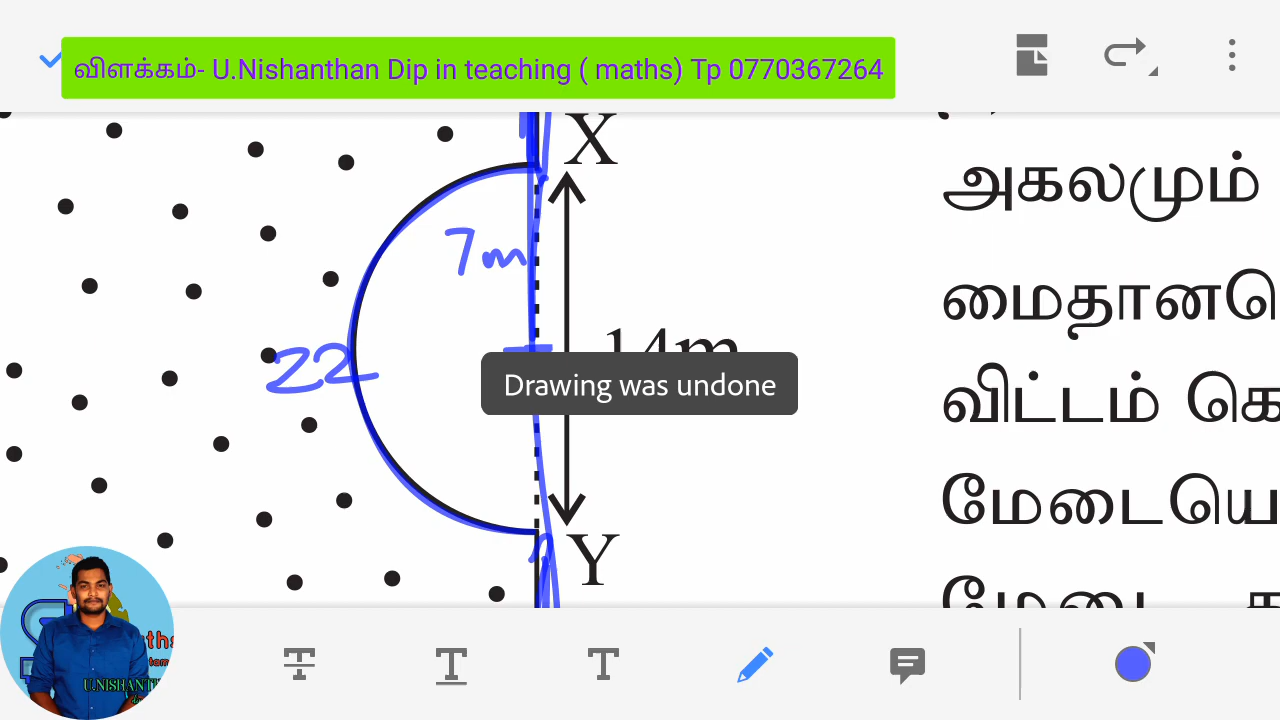 விளக்கம்- U.Nishanthan Dip in teaching ( maths) Tp 0770367264
X
அகலமும்
7m
மைதான
14m
22
Drawing was undone
விட்டம் கெ
மேடையெ
Y
மேடை
U.NISHANTH